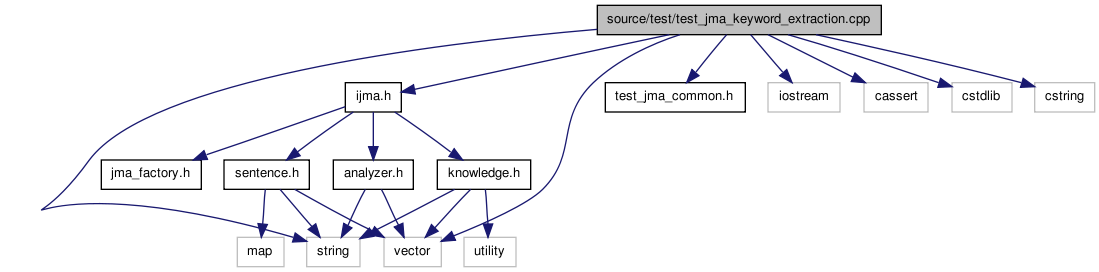 source/test/test_jma_keyword_extraction.cpp
ijma.h
test_jma_common.h
iostream
cassert
cstdlib
cstring
jma_factory.h
sentence.h
analyzer.h
knowledge.h
map
string
vector
utility